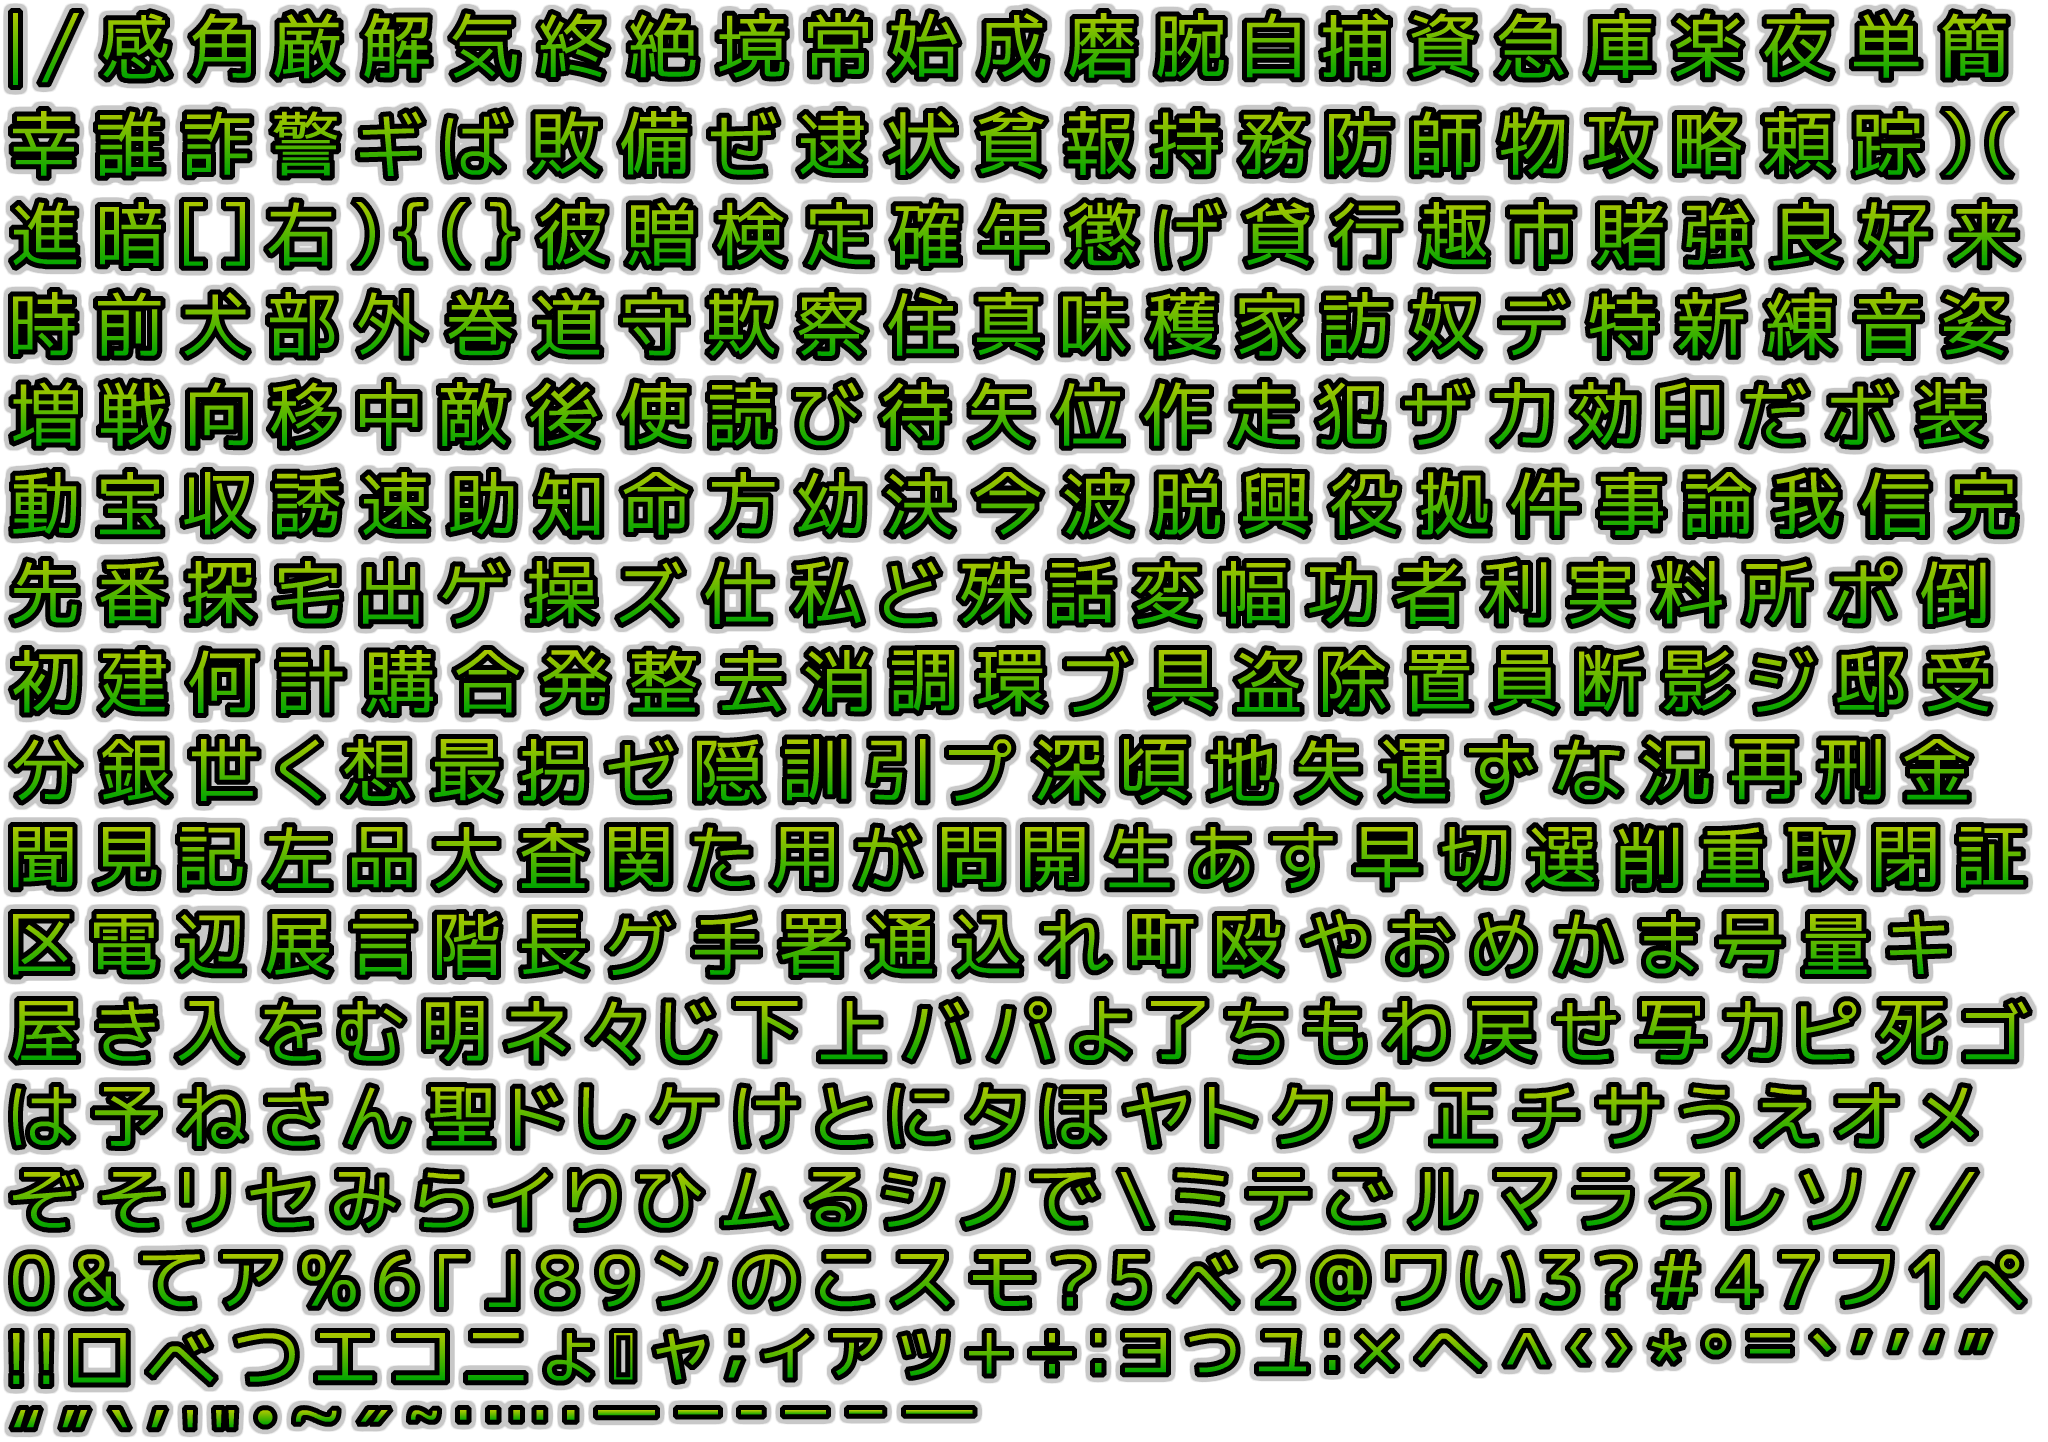 |/感角厳解気終絶境常始成磨腕自捕資急庫楽夜単簡
幸誰詐警ギば敗備ぜ逮状貧報持務防師物攻略頼踪)(
進暗[]右){(}彼贈検定確年懲げ貸行趣市賭強良好来
時前犬部外巻道守欺察住真味穫家訪奴デ特新練音姿
増戦向移中敵後使読び待矢位作走犯ザカ効印だボ装
動宝収誘速助知命方幼決今波脱興役拠件事論我信完
先番探宅出ゲ操ズ仕私ど殊話変幅功者利実料所ポ倒
初建何計購合発整去消調環ブ具盗除置員断影ジ邸受
分銀世く想最拐ゼ隠訓引プ深頃地失運ずな況再刑金
聞見記左品大査関た用が問開生あす早切選削重取閉証
区電辺展言階長グ手署通込れ町殴やおめかま号量キ
屋き入をむ明ネ々じ下上バパよ了ちもわ戻せ写カピ死ゴ
は予ねさん聖ドしケけとにタほヤトクナ正チサうえオメ
ぞそリセみらイりひムるシノで\ミテごルマラろレソ//
0&てア%6「」89ンのこスモ?5べ2@ワい3?#47フ1ペ
!!ロベつエコニょ▯ャ;ィァッ+÷:ョっュ:×へ^‹›*°=ヽ′′‘″
″″ヽ′'"•~˝~¨¨一ー-—–—